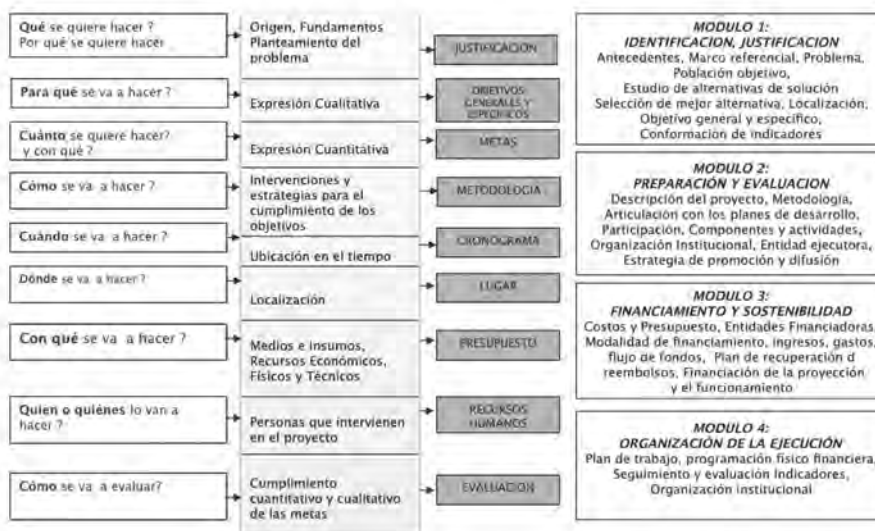 Qué se quiere hacer ?
Por qué se quiere hacer
Origen, Fundamentos
Planteamiento del
problema
JUSTIFICACION
Para qué se va a hacer ?
Expresión Cualitativa
OBJETIVOS
GENERALES Y
ESPECIFICOS
Cuánto se quiere hacer?
y con qué ?
Expresión Cuantitativa
METAS
Cómo se va a hacer ?
Intervenciones y
estrategias para el
cumplimiento de los
objetivos
METODOLOGIA
Cuándo se va a hacer ?
Ubicación en el tiempo
CRONOGRAMA
Dónde se va a hacer ?
Localización
LUGAR
Con qué se va a hacer ?
Medios e Insumos,
Recursos Económicos,
Físicos y Técnicos
PRESUPUESTO
Quien o quiénes lo van a
hacer ?
Personas que intervienen
en el proyecto
RECURSOS
HUMANOS
Cómo se va a evaluar?
Cumplimiento
cuantitativo y cualitativo
de las metas
EVALUACION
MODULO 1:
IDENTIFICACION, JUSTIFICACION
Antecedentes, Marco referencial, Problema,
Población objetivo,
Estudio de alternativas de solución
Selección de mejor alternativa, Localización,
Objetivo general y específico,
Conformación de indicadores
MODULO 2:
PREPARACIÓN Y EVALUACION
Descripción del proyecto, Metodología,
Articulación con los planes de desarrollo,
Participación, Componentes y actividades,
Organización Institucional, Entidad ejecutora,
Estrategia de promoción y difusión
MODULO 3:
FINANCIAMIENTO Y SOSTENIBILIDAD
Costos y Presupuesto, Entidades Financiadoras,
Modalidad de financiamiento, ingresos, gastos,
flujo de fondos, Plan de recuperación d
reembolsos, Financiación de la proyección
y el funcionamiento
MODULO 4:
ORGANIZACIÓN DE LA EJECUCIÓN
Plan de trabajo, programación físico financiera,
Seguimiento y evaluación Indicadores,
Organización institucional